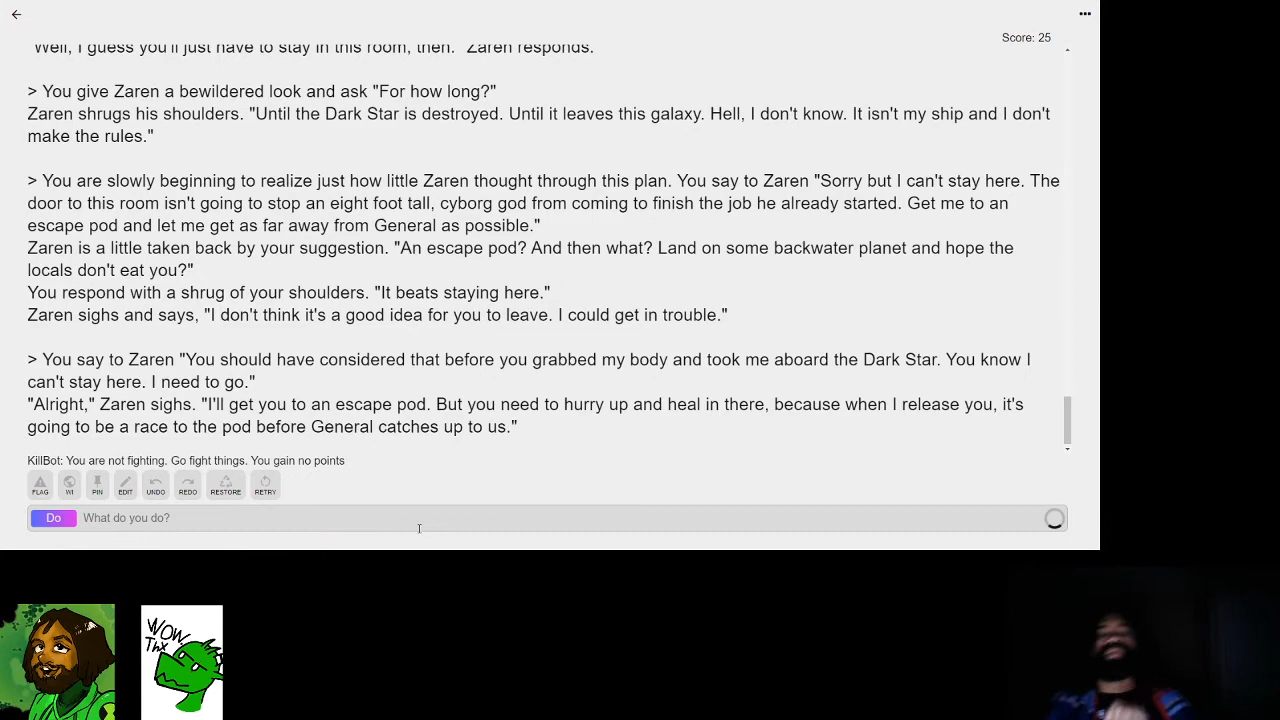 Score: 25
"Well, I guess you'll just have to stay in this room, then." Zaren responds.
> You give Zaren a bewildered look and ask "For how long?"
Zaren shrugs his shoulders. "Until the Dark Star is destroyed. Until it leaves this galaxy. Hell, I don't know. It isn't my ship and I don't
make the rules."
> You are slowly beginning to realize just how little Zaren thought through this plan. You say to Zaren "Sorry but I can't stay here. The
door to this room isn't going to stop an eight foot tall, cyborg god from coming to finish the job he already started. Get me to an
escape pod and let me get as far away from General as possible."
Zaren is a little taken back by your suggestion. "An escape pod? And then what? Land on some backwater planet and hope the
locals don't eat you?"
You respond with a shrug of your shoulders. "It beats staying here."
Zaren sighs and says, "I don't think it's a good idea for you to leave. I could get in trouble."
> You say to Zaren "You should have considered that before you grabbed my body and took me aboard the Dark Star. You know I
can't stay here. I need to go."
"Alright," Zaren sighs. "I'll get you to an escape pod. But you need to hurry up and heal in there, because when I release you, it's
going to be a race to the pod before General catches up to us."
KillBot: You are not fighting. Go fight things. You gain no points
FLAG WI PIN EDIT UNDO REDO RESTORE RETRY
Do What do you do?
WOW
Thx